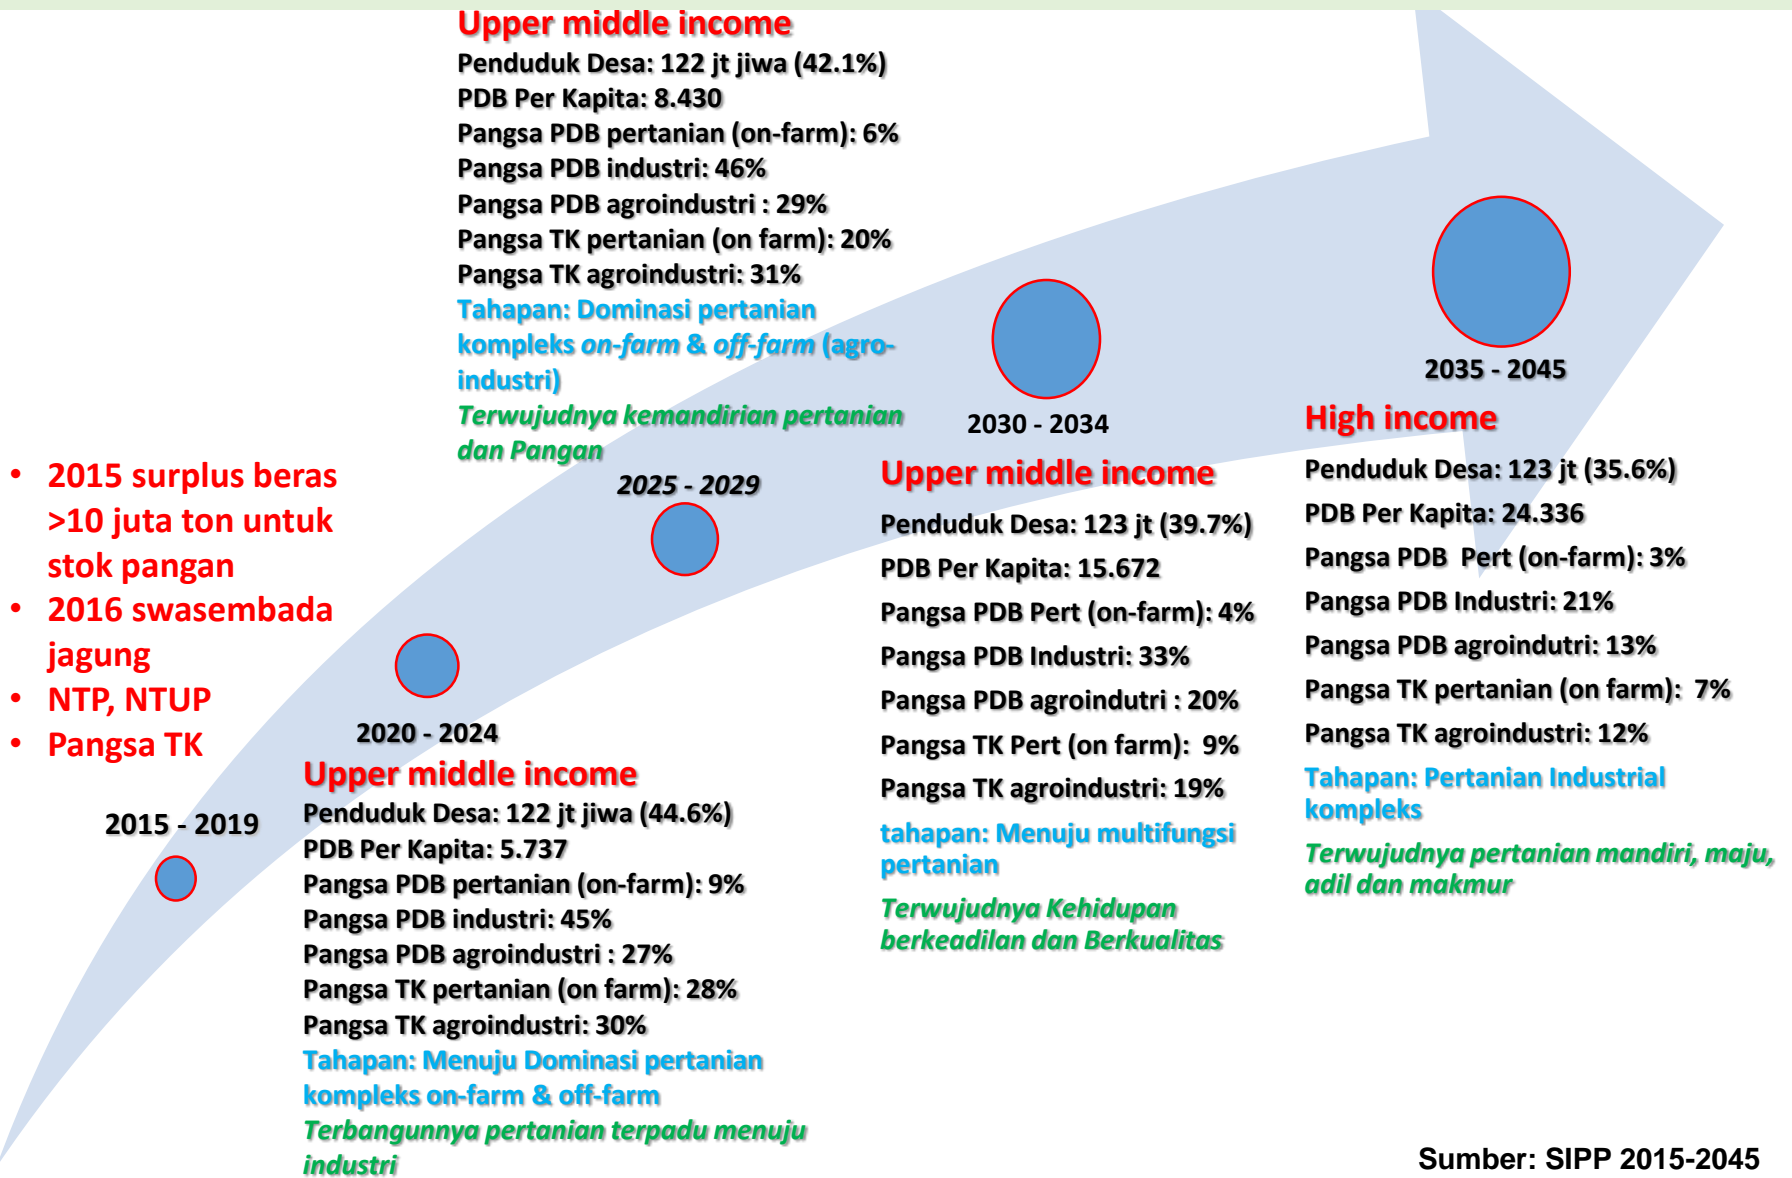 Upper middle income
Penduduk Desa: 122 jt jiwa (42.1%)
PDB Per Kapita: 8.430
Pangsa PDB pertanian (on-farm): 6%
Pangsa PDB industri: 46%
Pangsa PDB agroindustri : 29%
Pangsa TK pertanian (on farm): 20%
Pangsa TK agroindustri: 31%
Tahapan: Dominasi pertanian
kompleks on-farm & off-farm (agro-
industri)
Terwujudnya kemandirian pertanian
dan Pangan
2025 - 2029
• 2015 surplus beras
>10 juta ton untuk
stok pangan
• 2016 swasembada
jagung
• NTP, NTUP
• Pangsa TK
2015 - 2019
2020 - 2024
Upper middle income
Penduduk Desa: 122 jt jiwa (44.6%)
PDB Per Kapita: 5.737
Pangsa PDB pertanian (on-farm): 9%
Pangsa PDB industri: 45%
Pangsa PDB agroindustri : 27%
Pangsa TK pertanian (on farm): 28%
Pangsa TK agroindustri: 30%
Tahapan: Menuju Dominasi pertanian
kompleks on-farm & off-farm
Terbangunnya pertanian terpadu menuju
industri
2030 - 2034
Upper middle income
Penduduk Desa: 123 jt (39.7%)
PDB Per Kapita: 15.672
Pangsa PDB Pert (on-farm): 4%
Pangsa PDB Industri: 33%
Pangsa PDB agroindutri : 20%
Pangsa TK Pert (on farm): 9%
Pangsa TK agroindustri: 19%
tahapan: Menuju multifungsi
pertanian
Terwujudnya Kehidupan
berkeadilan dan Berkualitas
2035 - 2045
High income
Penduduk Desa: 123 jt (35.6%)
PDB Per Kapita: 24.336
Pangsa PDB Pert (on-farm): 3%
Pangsa PDB Industri: 21%
Pangsa PDB agroindutri: 13%
Pangsa TK pertanian (on farm): 7%
Pangsa TK agroindustri: 12%
Tahapan: Pertanian Industrial
kompleks
Terwujudnya pertanian mandiri, maju,
adil dan makmur
Sumber: SIPP 2015-2045